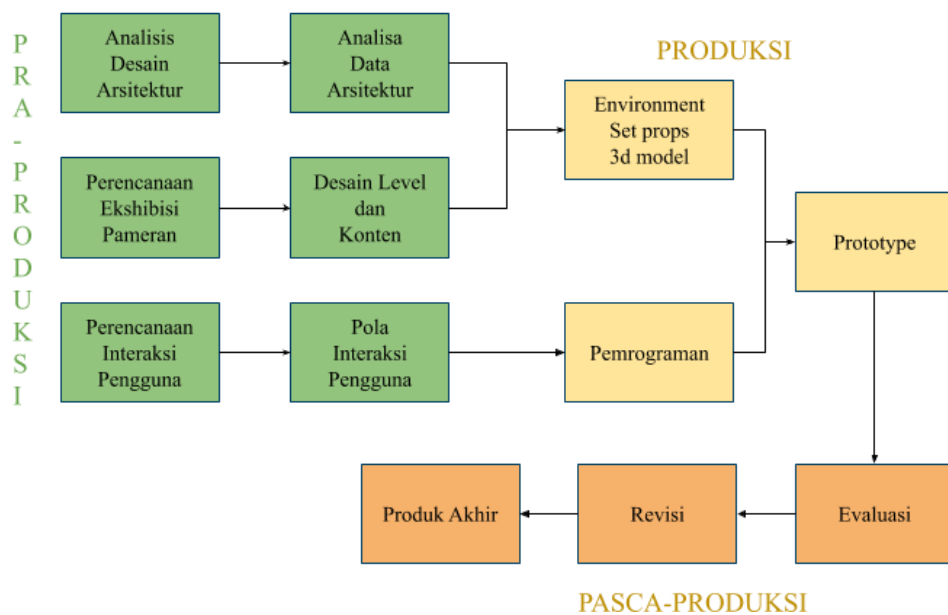 PRA-PRODUKSI
Analisis
Desain
Arsitektur
Analisa
Data
Arsitektur
PRODUKSI
Environment
Set props
3d model
Perencanaan
Ekshibisi
Pameran
Desain Level
dan
Konten
Prototype
Perencanaan
Interaksi
Pengguna
Pola
Interaksi
Pengguna
Pemrograman
Produk Akhir
Revisi
Evaluasi
PASCA-PRODUKSI